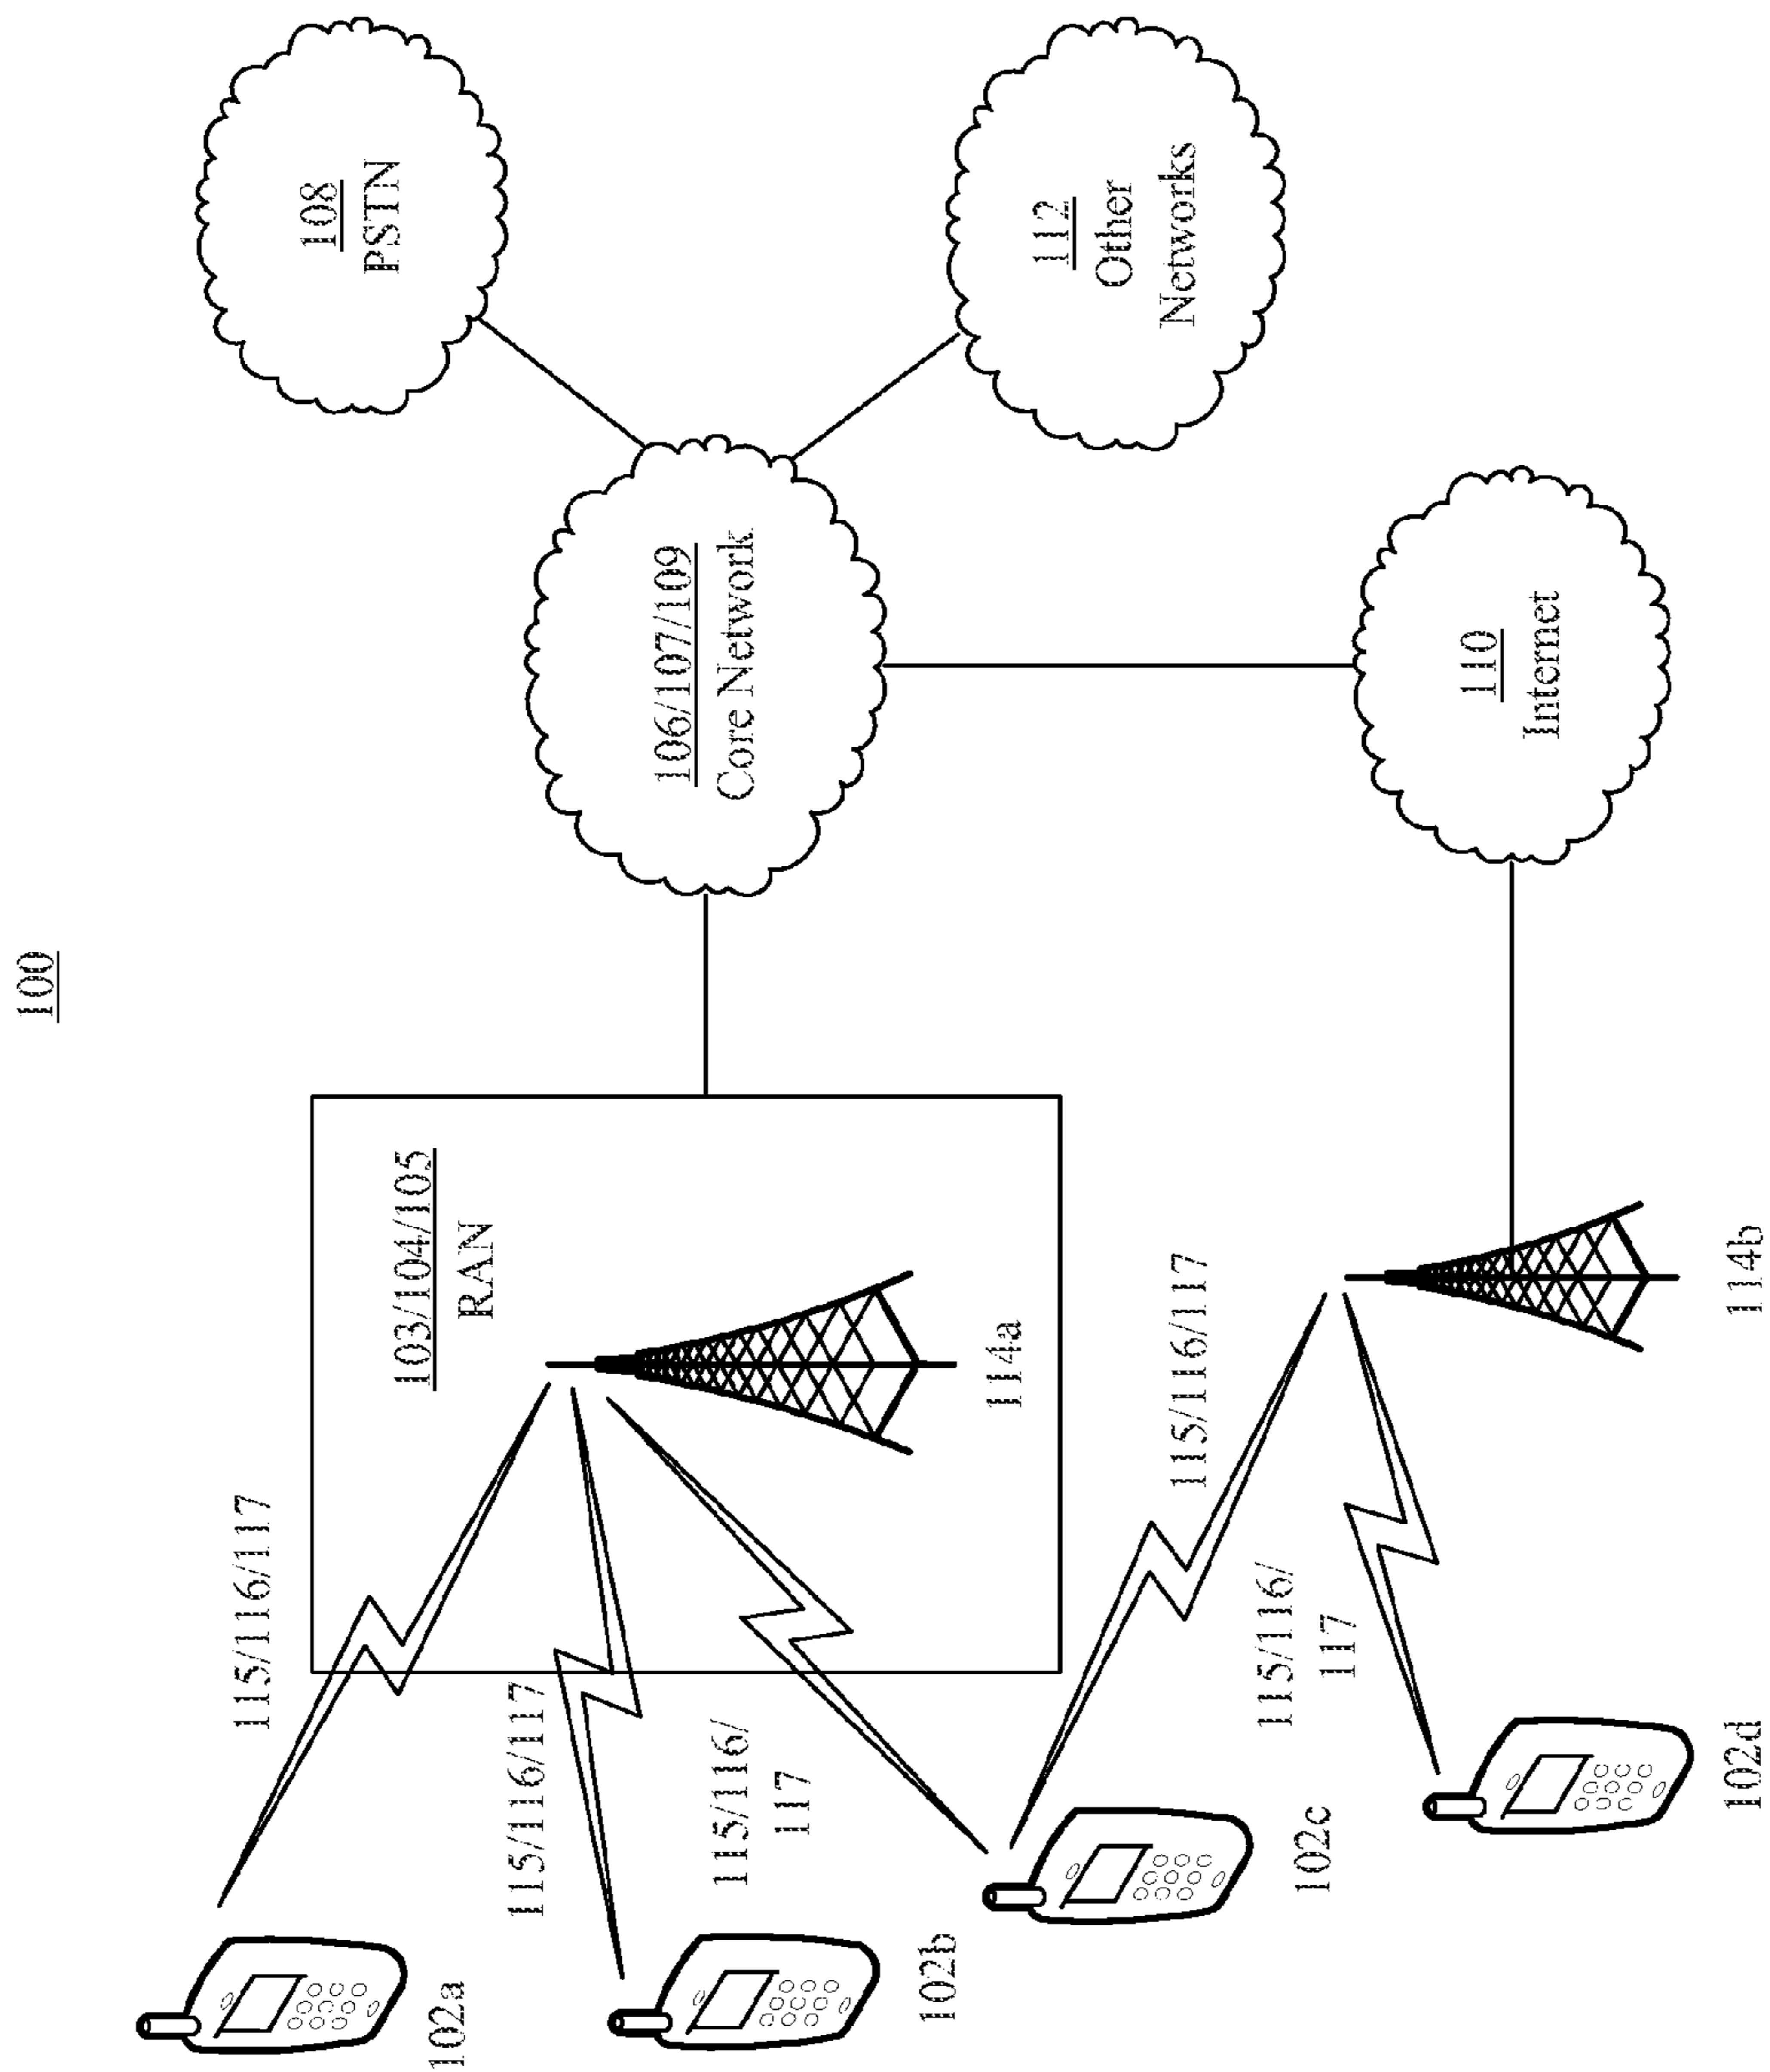 100
108
PSTN
106/107/109
Core Network
112
Other
Networks
103/104/105
RAN
114a
115/116/117
102a
115/116/117
102b
115/116/
117
102c
115/116/117
115/116/
117
102d
114b
110
Internet